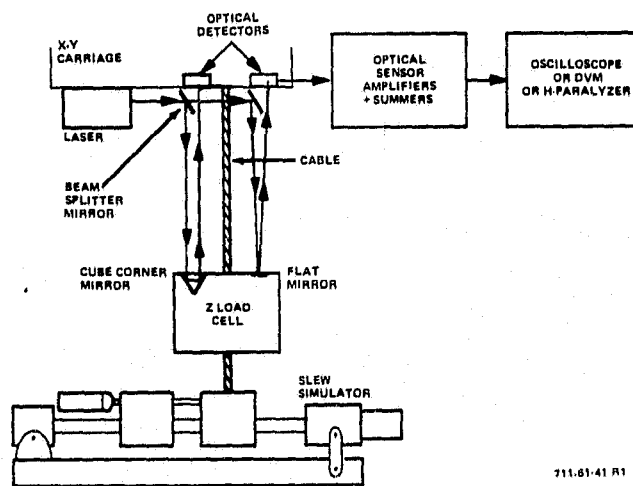 OPTICAL
DETECTORS
X-Y
CARRIAGE
OPTICAL
SENSOR
AMPLIFIERS
+ SUMMERS
OSCILLOSCOPE
OR DVM
OR H-PARALYZER
LASER
CABLE
BEAM
SPLITTER
MIRROR
CUBE CORNER
MIRROR
FLAT
MIRROR
Z LOAD
CELL
SLEW
SIMULATOR
711-61-41 R1